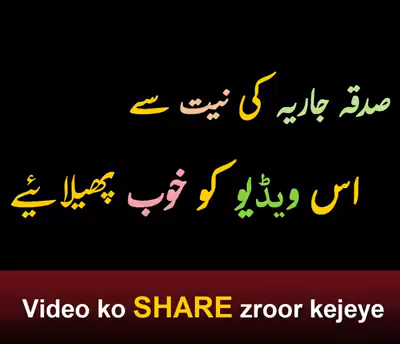 صدقہ جاریہ کی نیت سے
اس ویڈیو کو خوب پھیلائیے
Video ko SHARE zroor kejeye